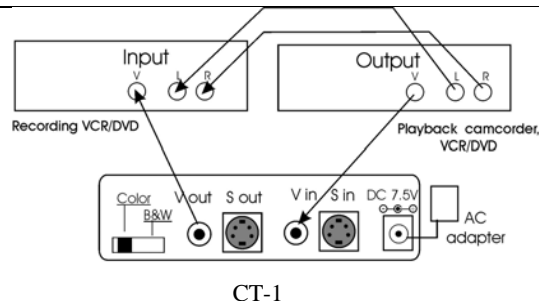 Input
V L R
Output
V L R
Recording VCR/DVD
Playback camcorder,
VCR/DVD
Color
B&W
V out S out V in S in DC 7.5V
AC
adapter
CT-1